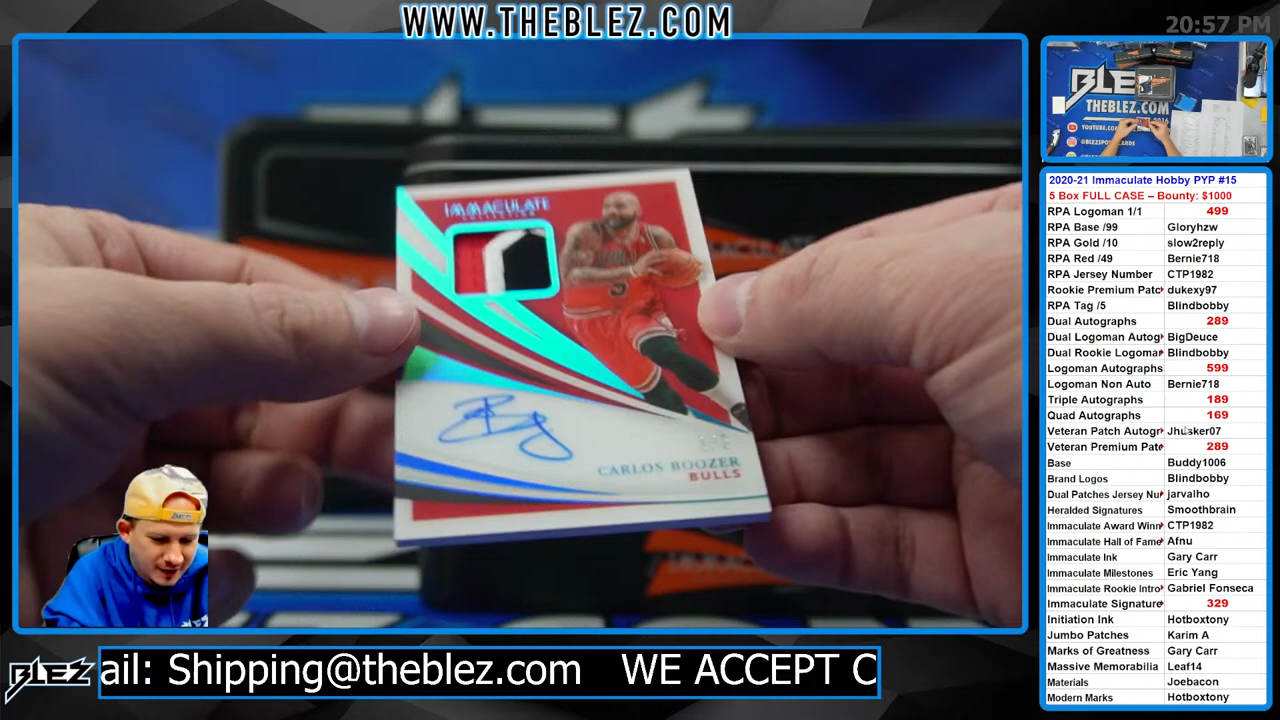 WWW.THEBLEZ.COM
20:57 PM
IMMACULATE
COLLECTION
CARLOS BOOZER
BULLS
BLEZ
THEBLEZ.COM
2020-21 Immaculate Hobby PYP #15
5 Box FULL CASE – Bounty: $1000
RPA Logoman 1/1 499
RPA Base /99 Gloryhzw
RPA Gold /10 slow2reply
RPA Red /49 Bernie718
RPA Jersey Number CTP1982
Rookie Premium Patc dukexy97
RPA Tag /5 Blindbobby
Dual Autographs 289
Dual Logoman Autog BigDeuce
Dual Rookie Logomar Blindbobby
Logoman Autographs 599
Logoman Non Auto Bernie718
Triple Autographs 189
Quad Autographs 169
Veteran Patch Autogr Jhusker07
Veteran Premium Pat 289
Base Buddy1006
Brand Logos Blindbobby
Dual Patches Jersey Nu jarvalho
Heralded Signatures Smoothbrain
Immaculate Award Winn CTP1982
Immaculate Hall of Fame Afnu
Immaculate Ink Gary Carr
Immaculate Milestones Eric Yang
Immaculate Rookie Intro Gabriel Fonseca
Immaculate Signature 329
Initiation Ink Hotboxtony
Jumbo Patches Karim A
Marks of Greatness Gary Carr
Massive Memorabilia Leaf14
Materials Joebacon
Modern Marks Hotboxtony
BLEZ
ail: Shipping@theblez.com WE ACCEPT C